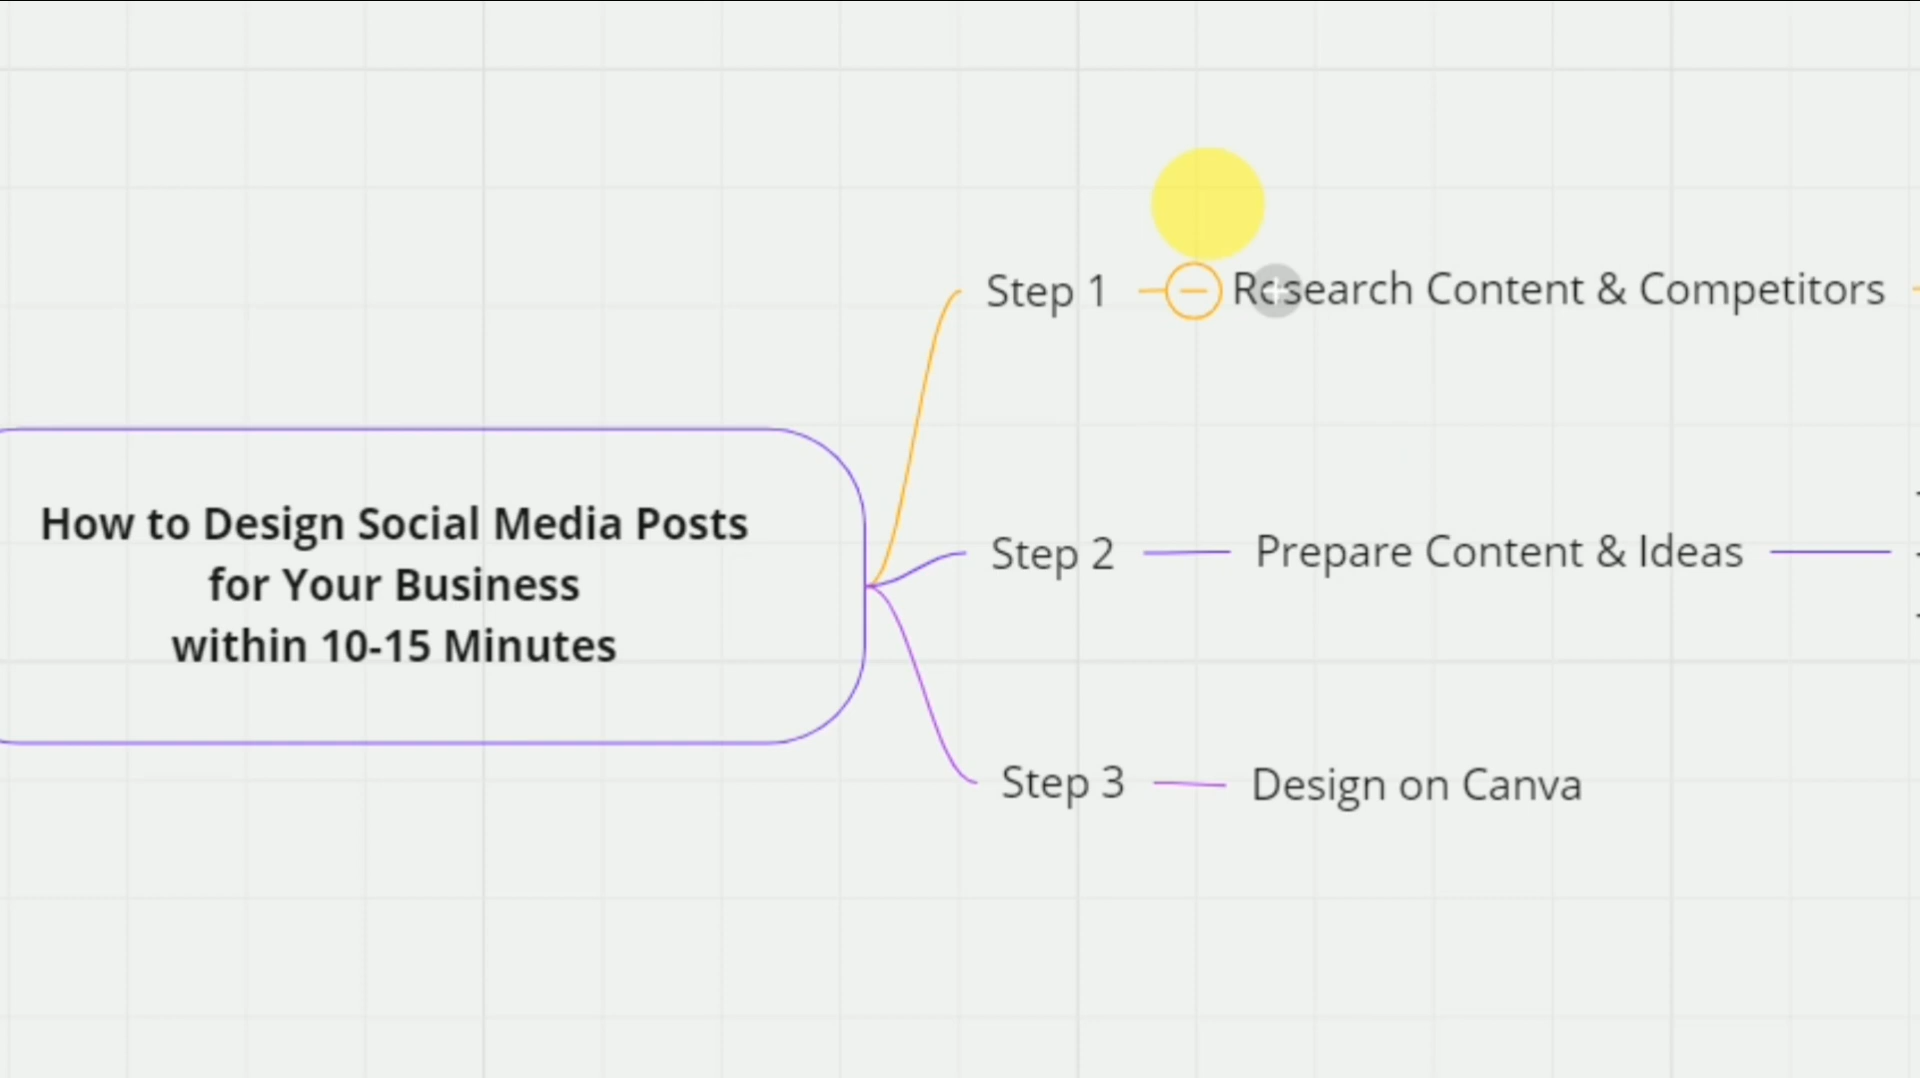 How to Design Social Media Posts
for Your Business
within 10-15 Minutes
Step 1
Research Content & Competitors
Step 2
Prepare Content & Ideas
Step 3
Design on Canva